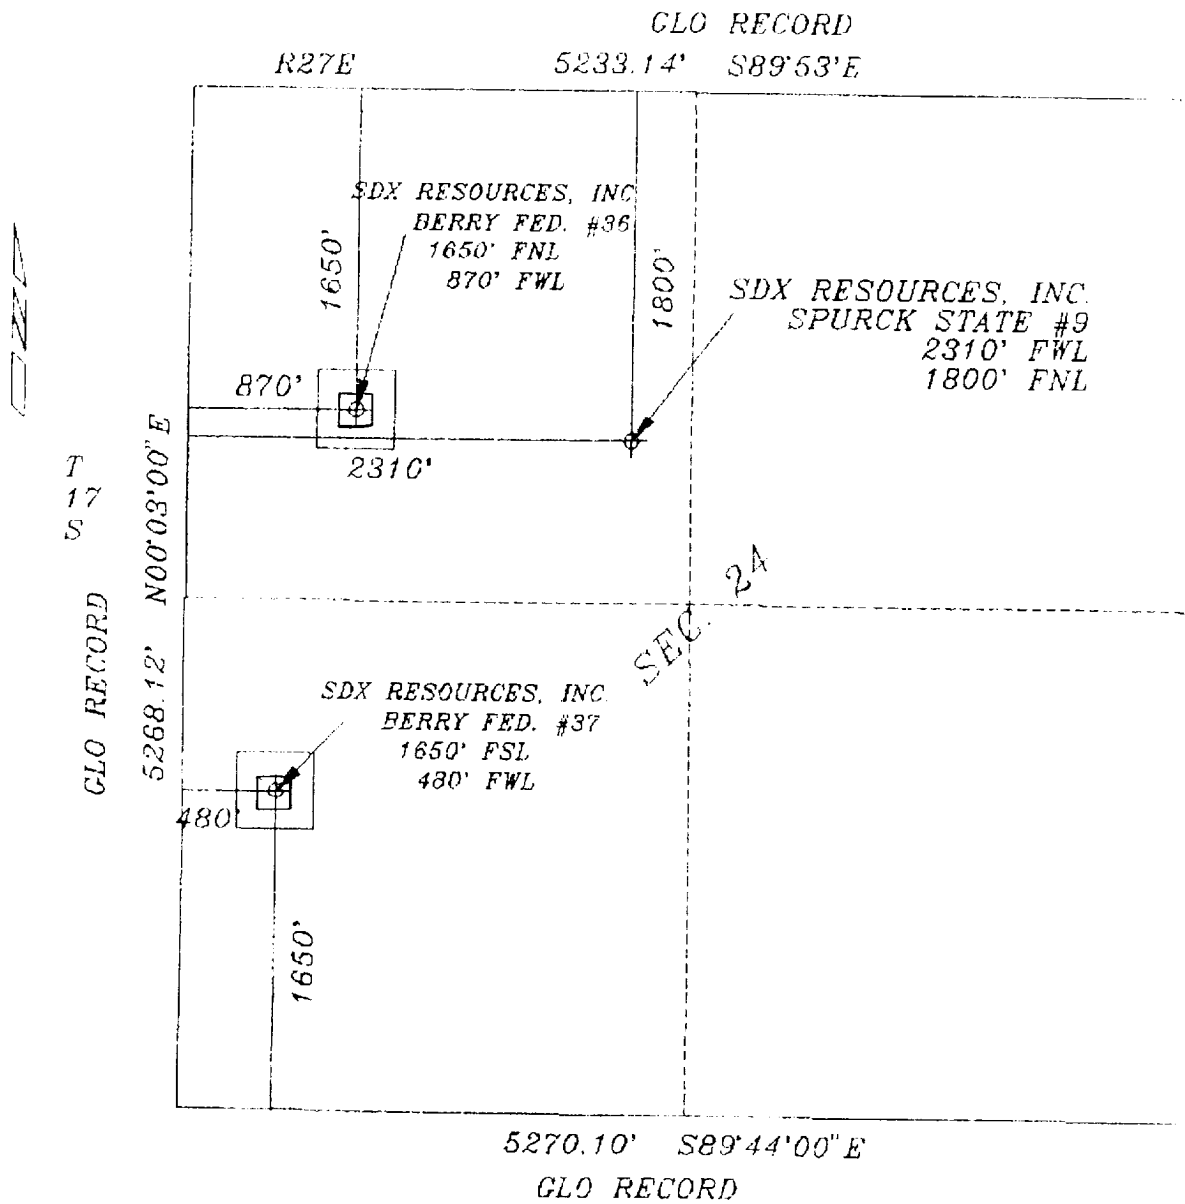 GLO RECORD
R27E 5233.14' S89°53'E
SDX RESOURCES, INC
BERRY FED. #36
1650' FNL
870' FWL
1650'
1800'
SDX RESOURCES, INC.
SPURCK STATE #9
2310' FWL
1800' FNL
870'
2310'
N
T
17
S
GLO RECORD
5268.12' N00°03'00"E
SEC. 24
SDX RESOURCES, INC.
BERRY FED. #37
1650' FSL
480' FWL
480'
1650'
5270.10' S89°44'00"E
GLO RECORD